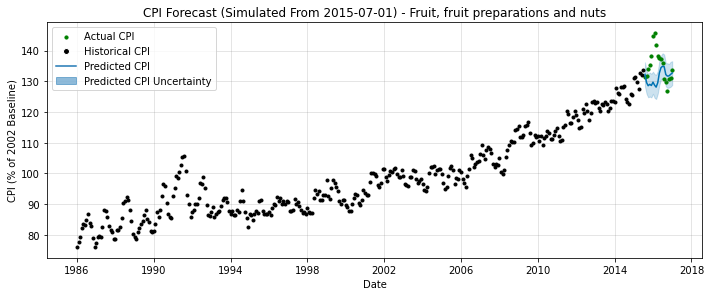 CPI Forecast (Simulated From 2015-07-01) - Fruit, fruit preparations and nuts
Actual CPI
Historical CPI
Predicted CPI
Predicted CPI Uncertainty
CPI (% of 2002 Baseline)
140
130
120
110
100
90
80
1986
1990
1994
1998
2002
2006
2010
2014
2018
Date